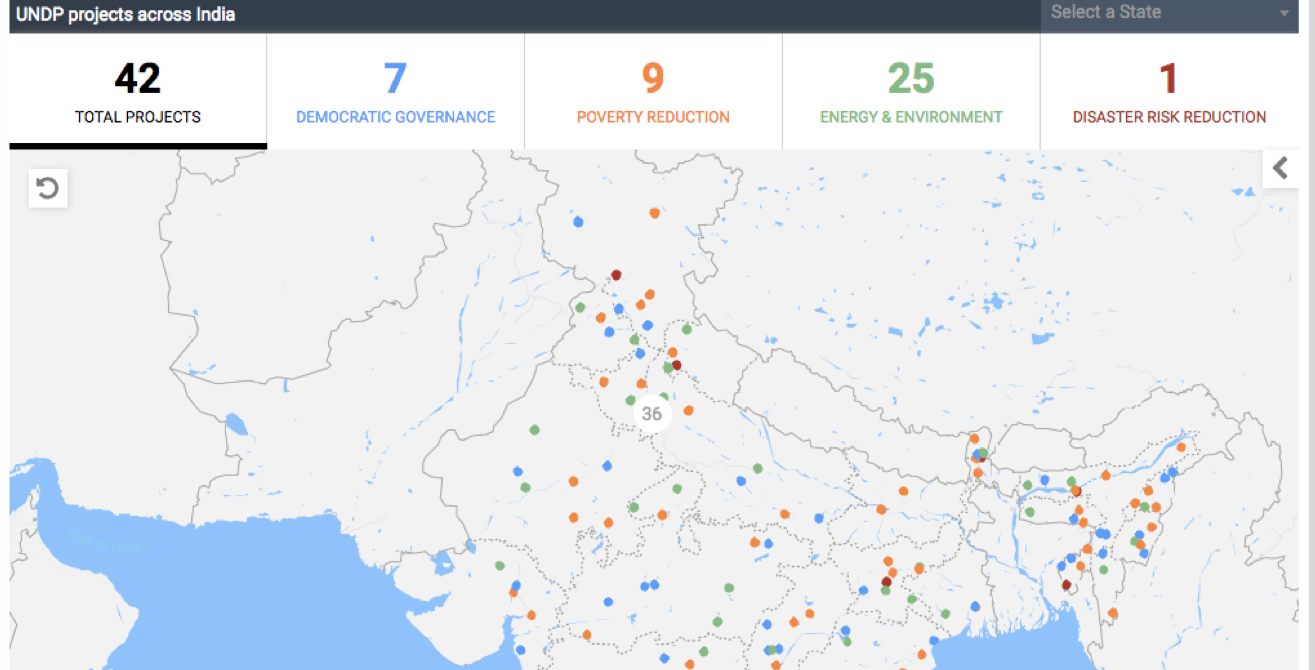 UNDP projects across India
Select a State
42
TOTAL PROJECTS
7
DEMOCRATIC GOVERNANCE
9
POVERTY REDUCTION
25
ENERGY & ENVIRONMENT
1
DISASTER RISK REDUCTION
36
Gulf of Oman